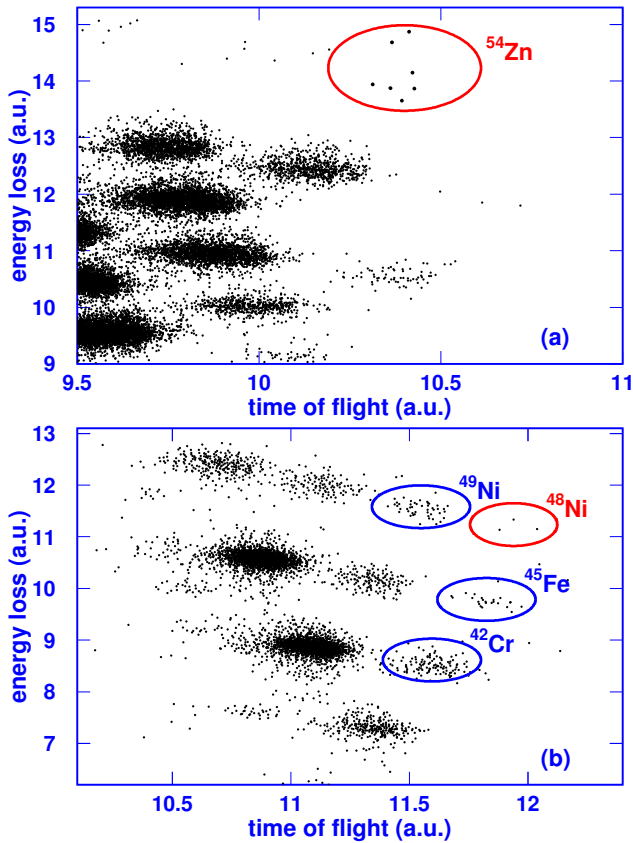 energy loss (a.u.)
15
14
13
12
11
10
9
⁵⁴Zn
(a)
9.5 10 10.5 11
time of flight (a.u.)
energy loss (a.u.)
13
12
11
10
9
8
7
⁴⁹Ni
⁴⁸Ni
⁴⁵Fe
⁴²Cr
(b)
10.5 11 11.5 12
time of flight (a.u.)